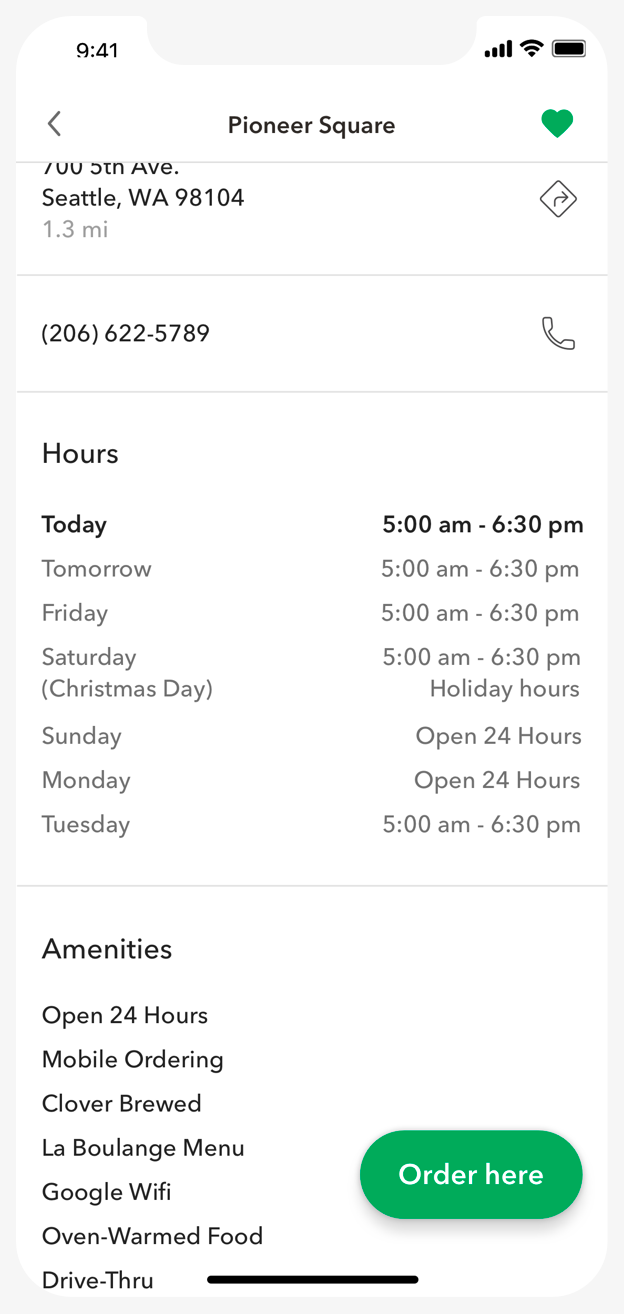 9:41
Pioneer Square
700 5th Ave.
Seattle, WA 98104
1.3 mi
(206) 622-5789
Hours
Today 5:00 am - 6:30 pm
Tomorrow 5:00 am - 6:30 pm
Friday 5:00 am - 6:30 pm
Saturday 5:00 am - 6:30 pm
(Christmas Day) Holiday hours
Sunday Open 24 Hours
Monday Open 24 Hours
Tuesday 5:00 am - 6:30 pm
Amenities
Open 24 Hours
Mobile Ordering
Clover Brewed
La Boulange Menu
Order here
Google Wifi
Oven-Warmed Food
Drive-Thru